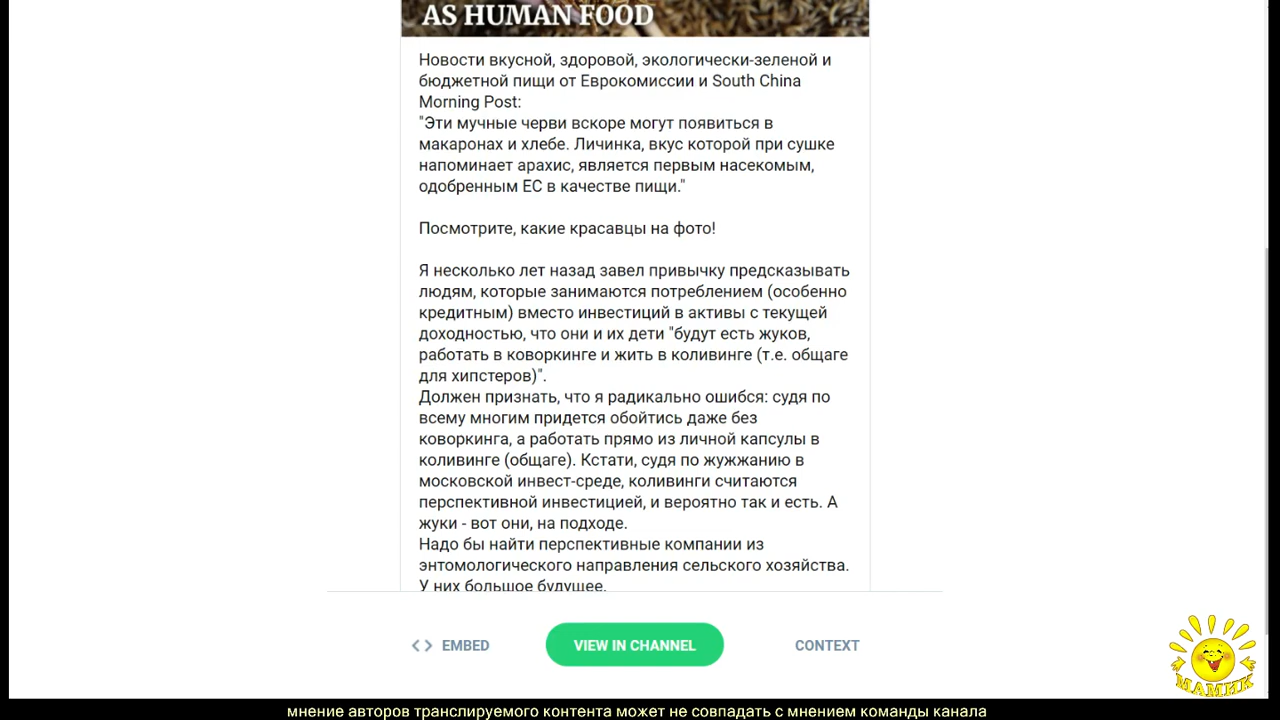 AS HUMAN FOOD
Новости вкусной, здоровой, экологически-зеленой и
бюджетной пищи от Еврокомиссии и South China
Morning Post:
"Эти мучные черви вскоре могут появиться в
макаронах и хлебе. Личинка, вкус которой при сушке
напоминает арахис, является первым насекомым,
одобренным ЕС в качестве пищи."
Посмотрите, какие красавцы на фото!
Я несколько лет назад завел привычку предсказывать
людям, которые занимаются потреблением (особенно
кредитным) вместо инвестиций в активы с текущей
доходностью, что они и их дети "будут есть жуков,
работать в коворкинге и жить в коливинге (т.е. общаге
для хипстеров)".
Должен признать, что я радикально ошибся: судя по
всему многим придется обойтись даже без
коворкинга, а работать прямо из личной капсулы в
коливинге (общаге). Кстати, судя по жужжанию в
московской инвест-среде, коливинги считаются
перспективной инвестицией, и вероятно так и есть. А
жуки - вот они, на подходе.
Надо бы найти перспективные компании из
энтомологического направления сельского хозяйства.
У них большое будущее.
EMBED
VIEW IN CHANNEL
CONTEXT
МАМИК
мнение авторов транслируемого контента может не совпадать с мнением команды канала